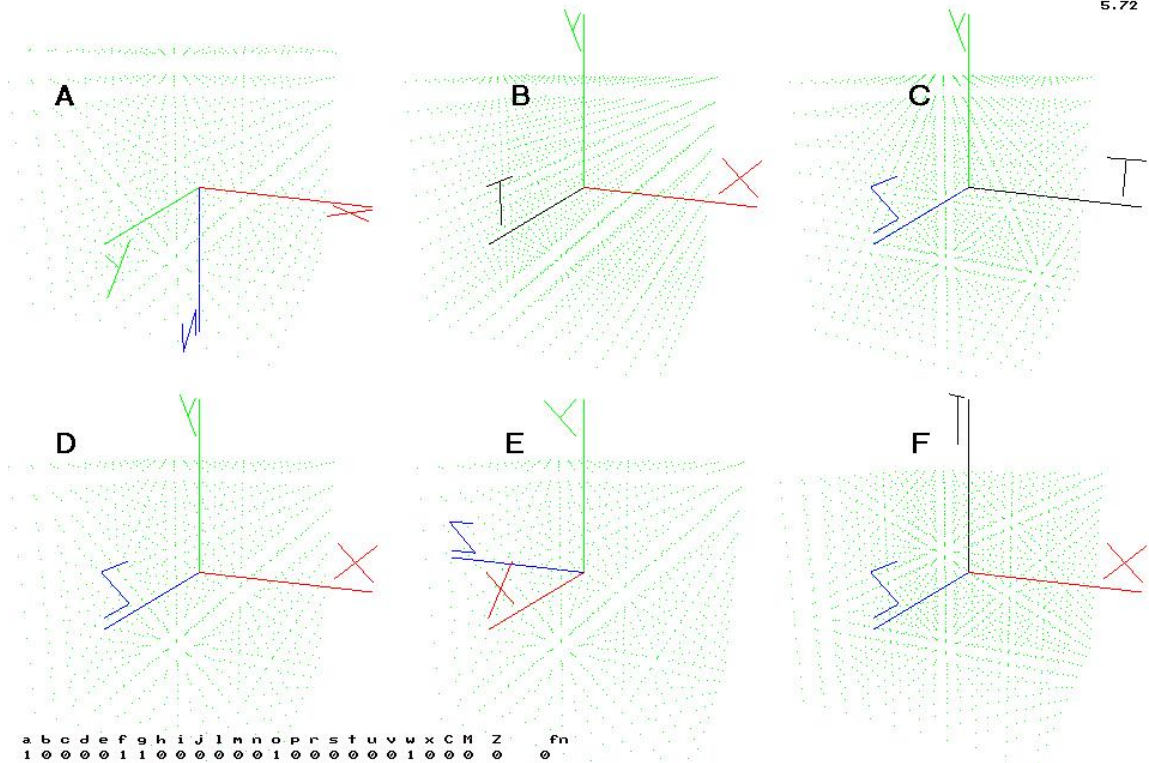 5.72
Y Y
A B C
T X Z T
X
Y
Z
Y Y T
D E F
Z X Z X Z X
a b c d e f g h i j l m n o p r s t u v w x C M Z fn
1 0 0 0 0 1 1 0 0 0 0 0 0 1 0 0 0 0 0 0 1 0 0 0 0 0